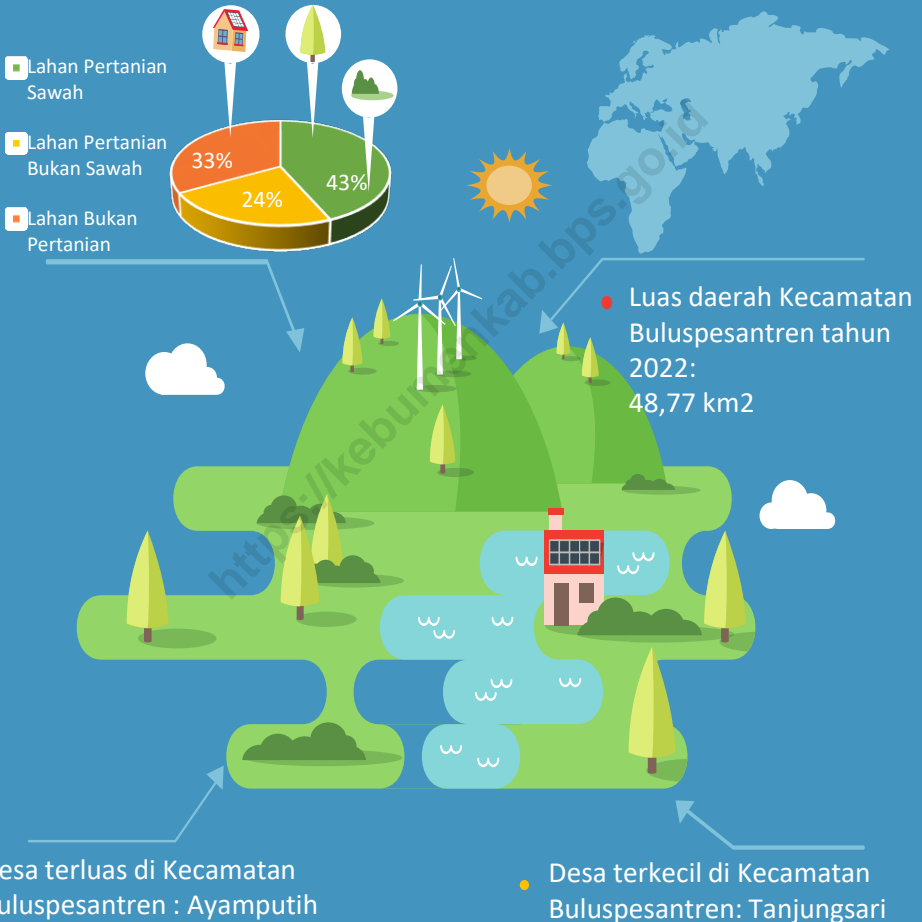 Lahan Pertanian
Sawah
Lahan Pertanian
Bukan Sawah
Lahan Bukan
Pertanian
33%
24%
43%
https://kebumenkab.bps.go.id
Luas daerah Kecamatan
Buluspesantren tahun
2022:
48,77 km2
esa terluas di Kecamatan
uluspesantren : Ayamputih
Desa terkecil di Kecamatan
Buluspesantren: Tanjungsari